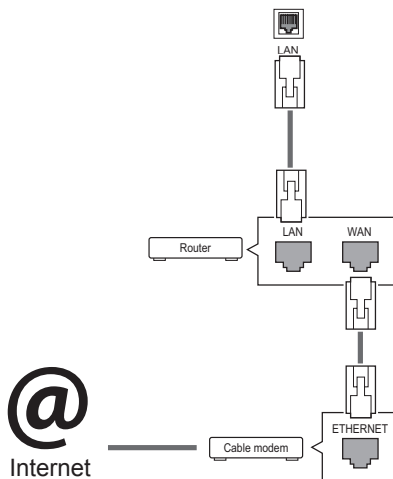 LAN
LAN WAN
Router
ETHERNET
Cable modem
@
Internet